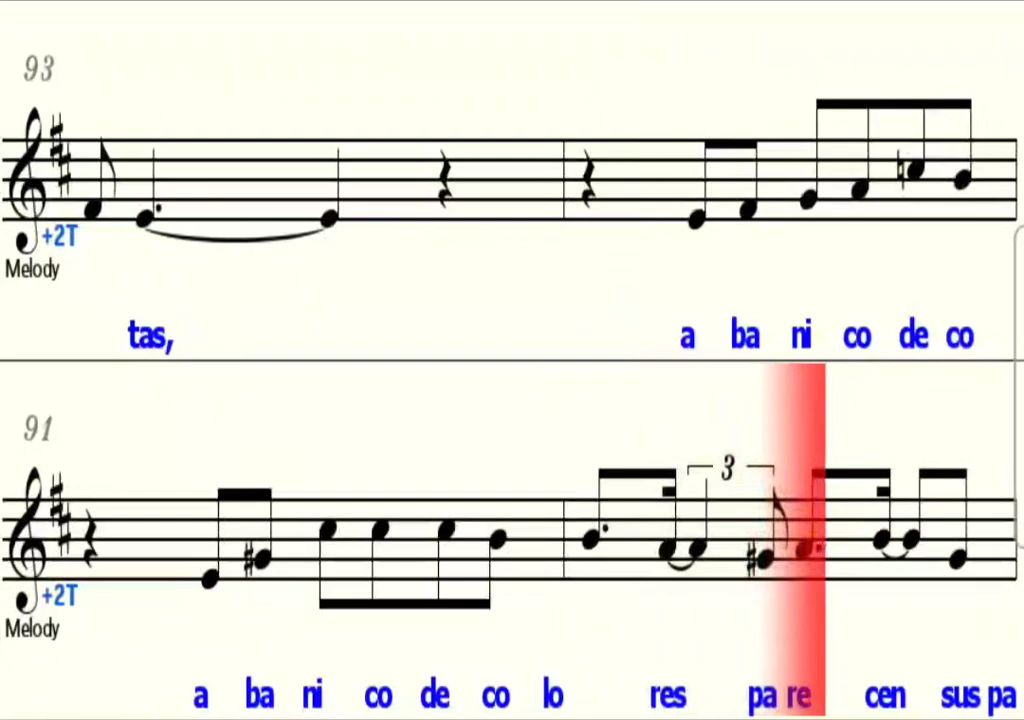 93
+2T
Melody
tas, a ba ni co de co
91
3
+2T
Melody
a ba ni co de co lo res pa re cen sus pa